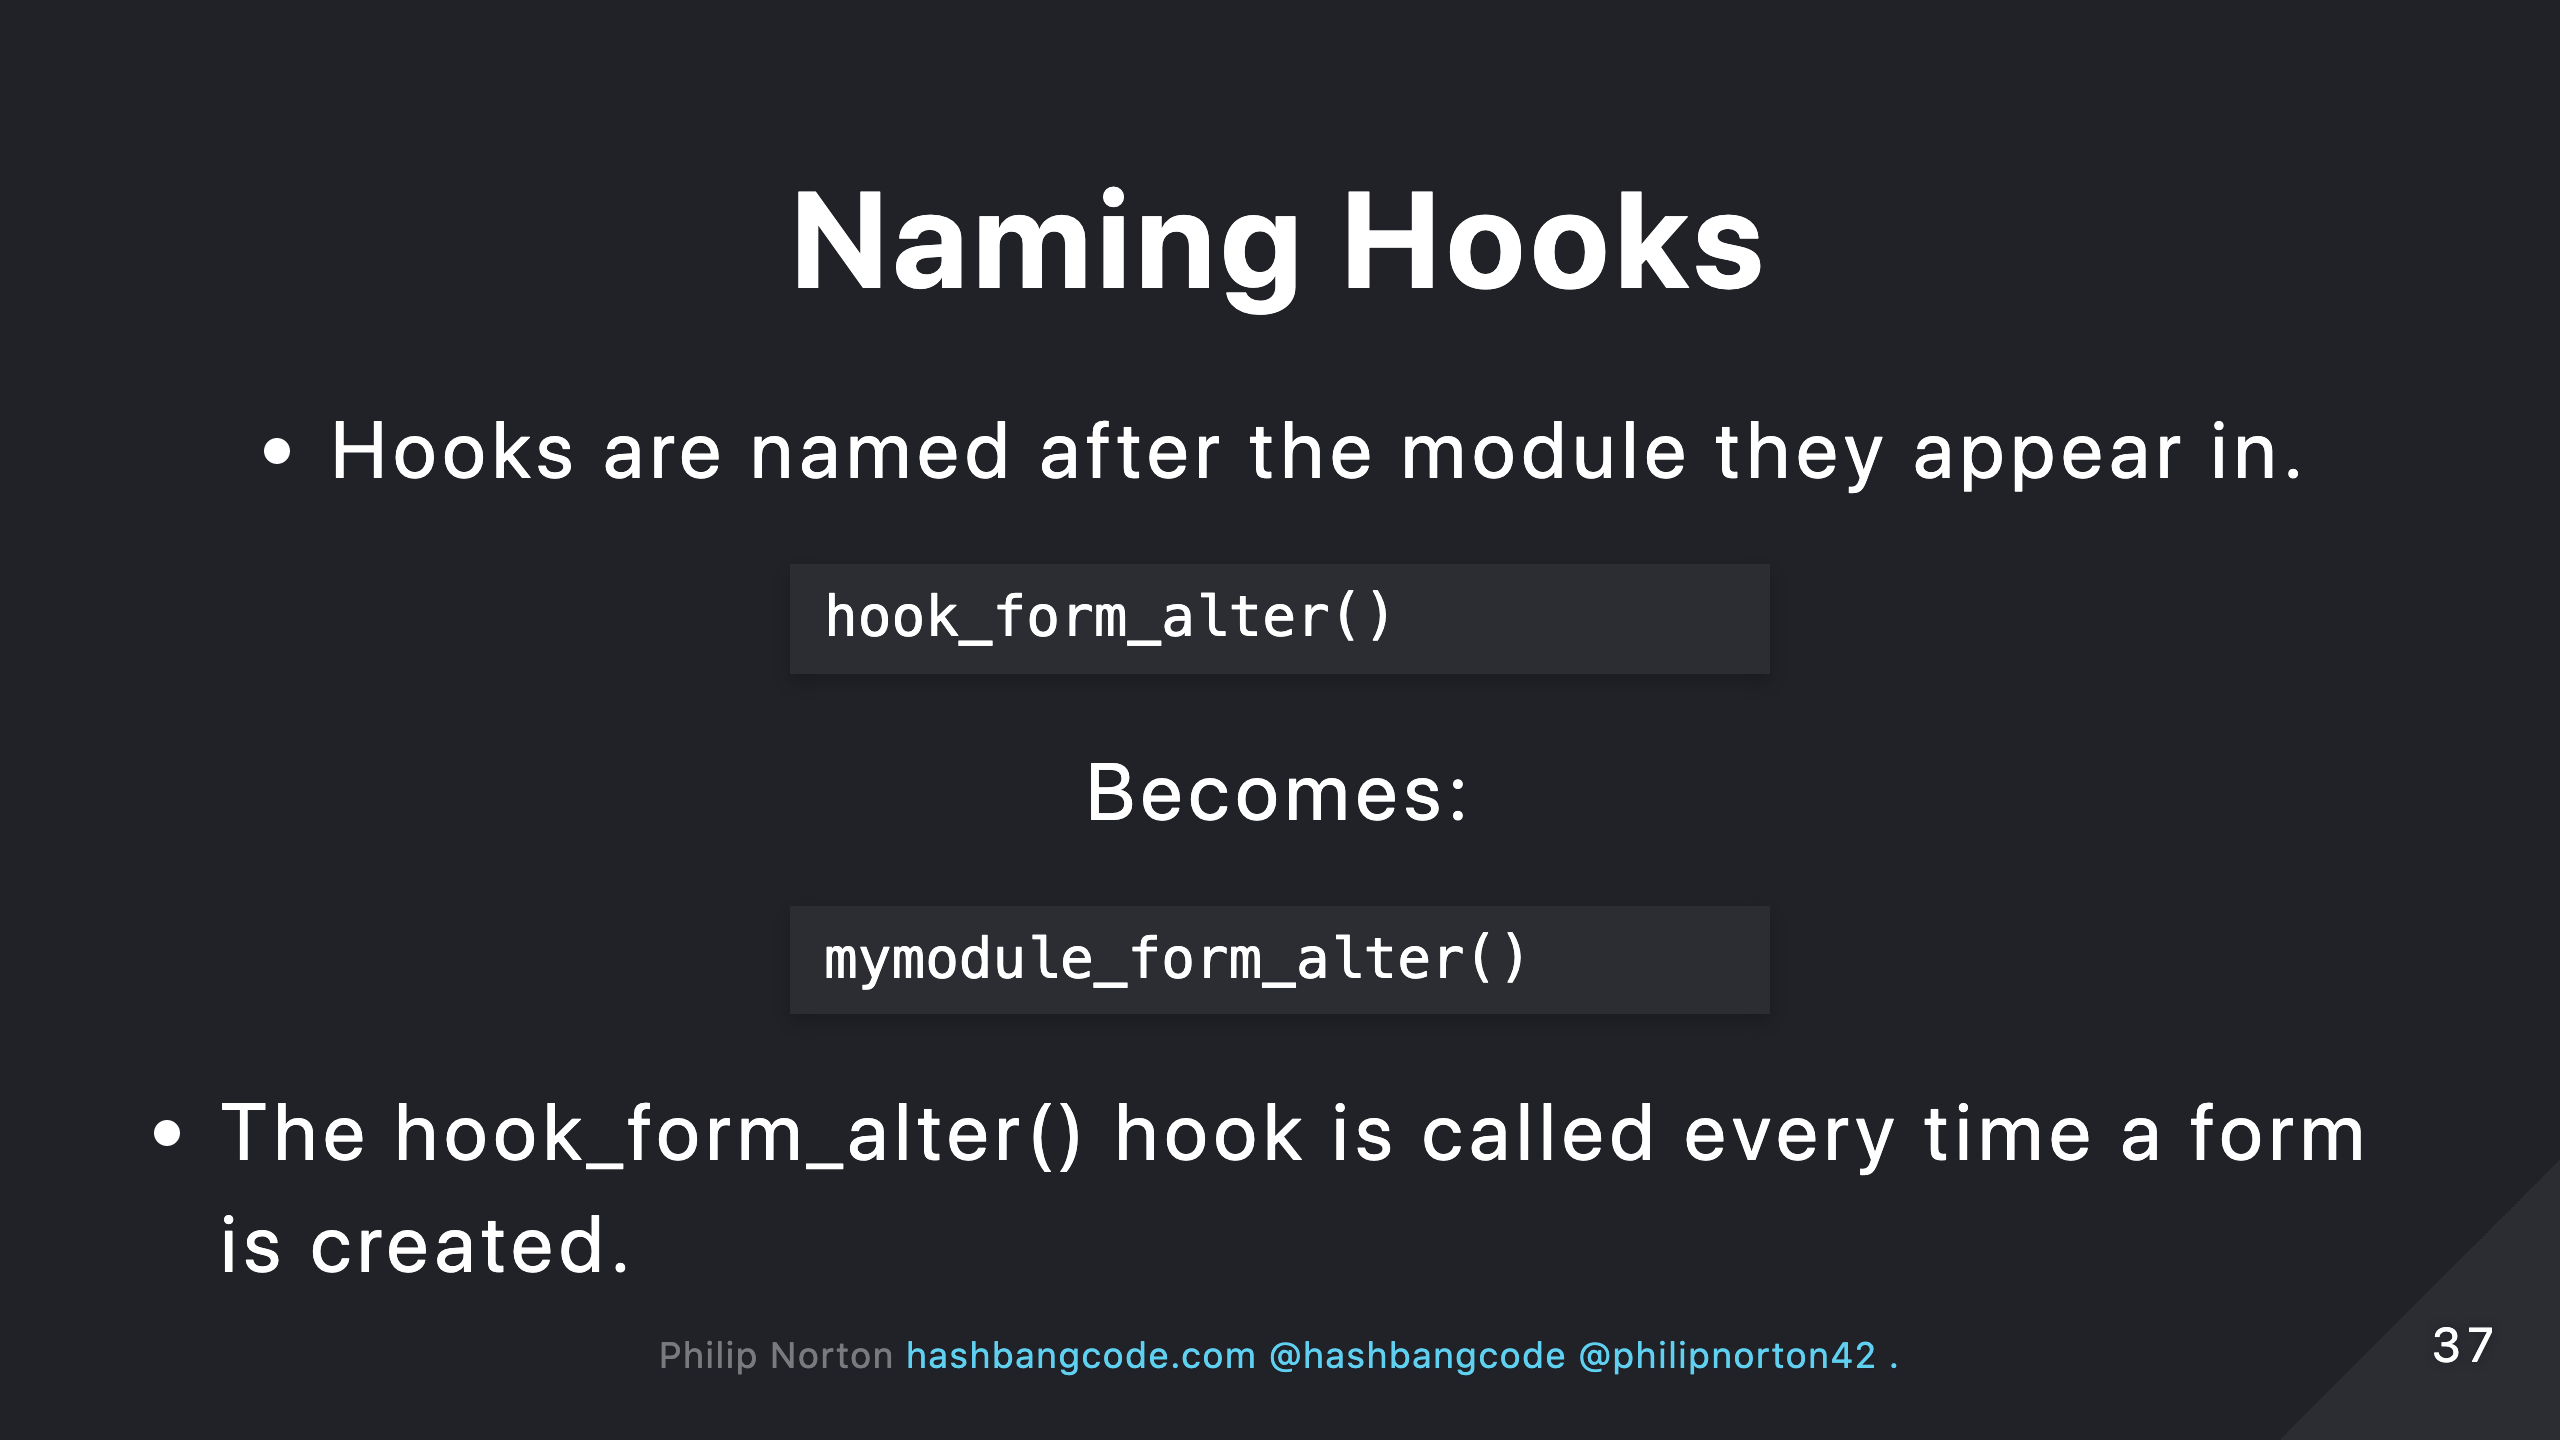 Naming Hooks
• Hooks are named after the module they appear in.
hook_form_alter()
Becomes:
mymodule_form_alter()
• The hook_form_alter() hook is called every time a form
is created.
Philip Norton hashbangcode.com @hashbangcode @philipnorton42 .
37